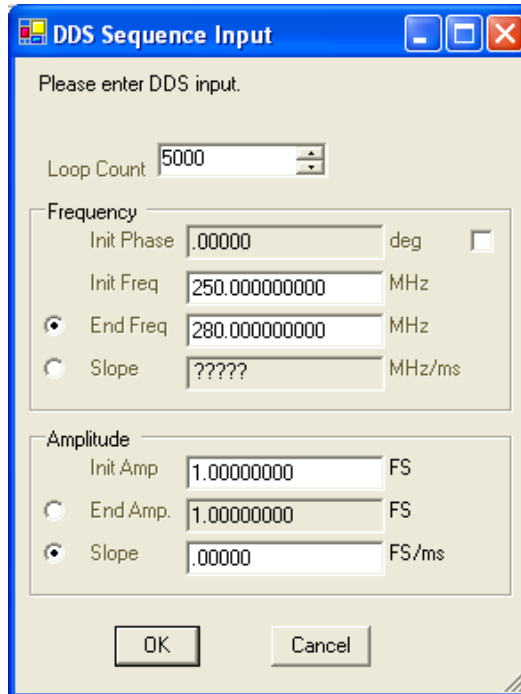 DDS Sequence Input
Please enter DDS input.
Loop Count 5000
Frequency
Init Phase .00000 deg
Init Freq 250.000000000 MHz
End Freq 280.000000000 MHz
Slope ????? MHz/ms
Amplitude
Init Amp 1.00000000 FS
End Amp. 1.00000000 FS
Slope .00000 FS/ms
OK Cancel